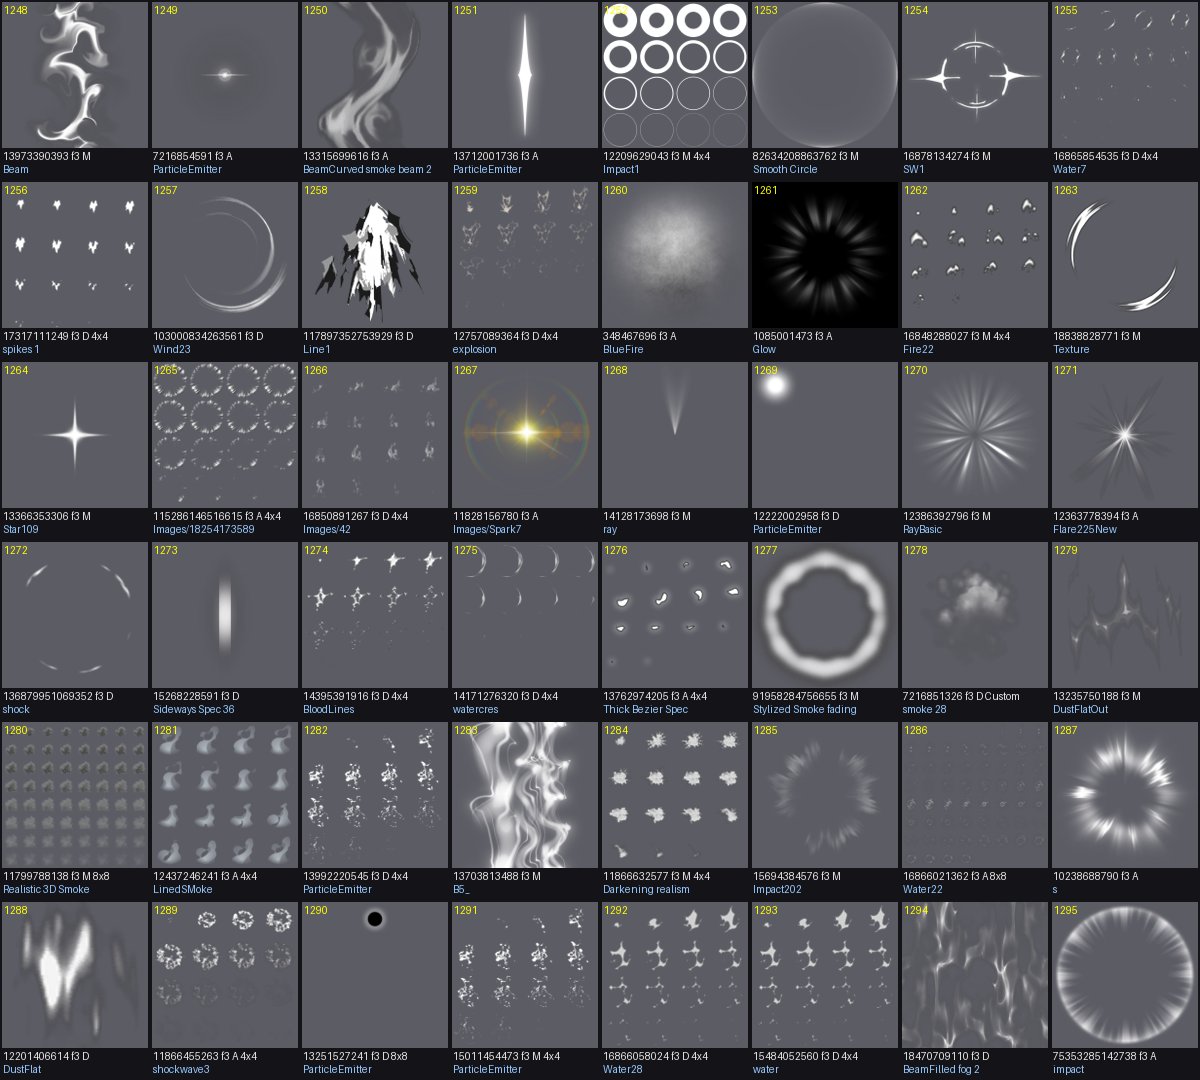 1248
13973390393 f3 M
Beam
1249
7216854591 f3 A
ParticleEmitter
1250
13315699616 f3 A
BeamCurved smoke beam 2
1251
13712001736 f3 A
ParticleEmitter
12209629043 f3 M 4x4
Impact1
1253
82634208863762 f3 M
Smooth Circle
1254
16878134274 f3 M
SW1
1255
16865854535 f3 D 4x4
Water7
1256
17317111249 f3 D 4x4
spikes 1
1257
103000834263561 f3 D
Wind23
1258
117897352753929 f3 D
Line1
1259
12757089364 f3 D 4x4
explosion
1260
348467696 f3 A
BlueFire
1261
1085001473 f3 A
Glow
1262
16848288027 f3 M 4x4
Fire22
1263
18838828771 f3 M
Texture
1264
13366353306 f3 M
Star109
1265
115286146516615 f3 A 4x4
Images/18254173589
1266
16850891267 f3 D 4x4
Images/42
1267
11828156780 f3 A
Images/Spark7
1268
14128173698 f3 M
ray
1269
12222002958 f3 D
ParticleEmitter
1270
12386392796 f3 M
RayBasic
1271
12363778394 f3 A
Flare225New
1272
136879951069352 f3 D
shock
1273
15268228591 f3 D
Sideways Spec 36
1274
14395391916 f3 D 4x4
BloodLines
1275
14171276320 f3 D 4x4
watercres
1276
13762974205 f3 A 4x4
Thick Bezier Spec
1277
91958284756655 f3 M
Stylized Smoke fading
1278
7216851326 f3 D Custom
smoke 28
1279
13235750188 f3 M
DustFlatOut
1280
11799788138 f3 M 8x8
Realistic 3D Smoke
1281
12437246241 f3 A 4x4
LinedSMoke
1282
13992220545 f3 D 4x4
ParticleEmitter
1283
13703813488 f3 M
B5_
1284
11866632577 f3 M 4x4
Darkening realism
1285
15694384576 f3 M
Impact202
1286
16866021362 f3 A 8x8
Water22
1287
10238688790 f3 A
s
1288
12201406614 f3 D
DustFlat
1289
11866455263 f3 A 4x4
shockwave3
1290
13251527241 f3 D 8x8
ParticleEmitter
1291
15011454473 f3 M 4x4
ParticleEmitter
1292
16866058024 f3 D 4x4
Water28
1293
15484052560 f3 D 4x4
water
1294
18470709110 f3 D
BeamFilled fog 2
1295
75353285142738 f3 A
impact